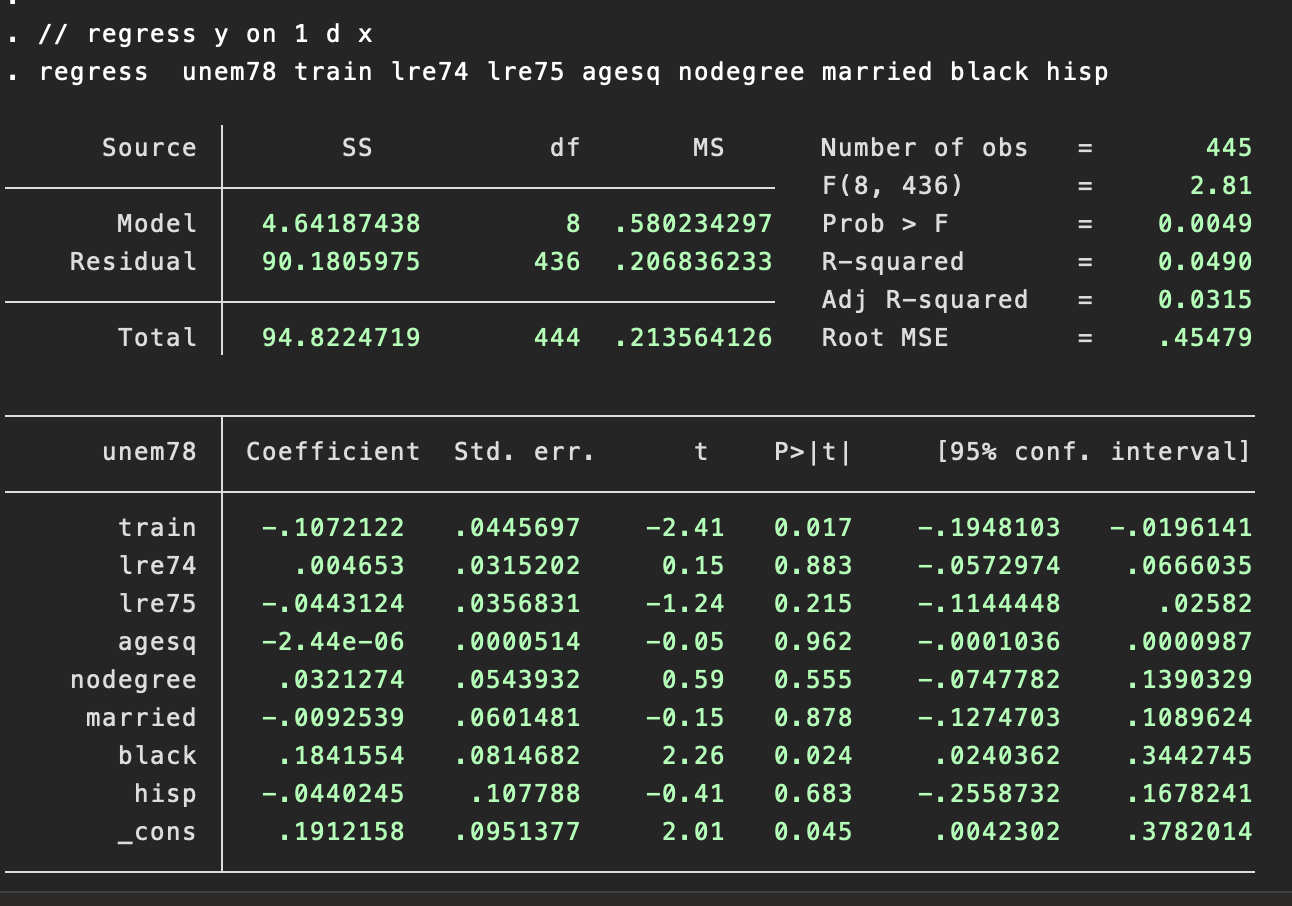 .
. // regress y on 1 d x
. regress  unem78 train lre74 lre75 agesq nodegree married black hisp
Source | SS df MS Number of obs = 445
F(8, 436) = 2.81
Model | 4.64187438 8 .580234297 Prob > F = 0.0049
Residual | 90.1805975 436 .206836233 R-squared = 0.0490
Adj R-squared = 0.0315
Total | 94.8224719 444 .213564126 Root MSE = .45479
unem78 | Coefficient Std. err. t P>|t| [95% conf. interval]
train | -.1072122 .0445697 -2.41 0.017 -.1948103 -.0196141
lre74 | .004653 .0315202 0.15 0.883 -.0572974 .0666035
lre75 | -.0443124 .0356831 -1.24 0.215 -.1144448 .02582
agesq | -2.44e-06 .0000514 -0.05 0.962 -.0001036 .0000987
nodegree | .0321274 .0543932 0.59 0.555 -.0747782 .1390329
married | -.0092539 .0601481 -0.15 0.878 -.1274703 .1089624
black | .1841554 .0814682 2.26 0.024 .0240362 .3442745
hisp | -.0440245 .107788 -0.41 0.683 -.2558732 .1678241
_cons | .1912158 .0951377 2.01 0.045 .0042302 .3782014